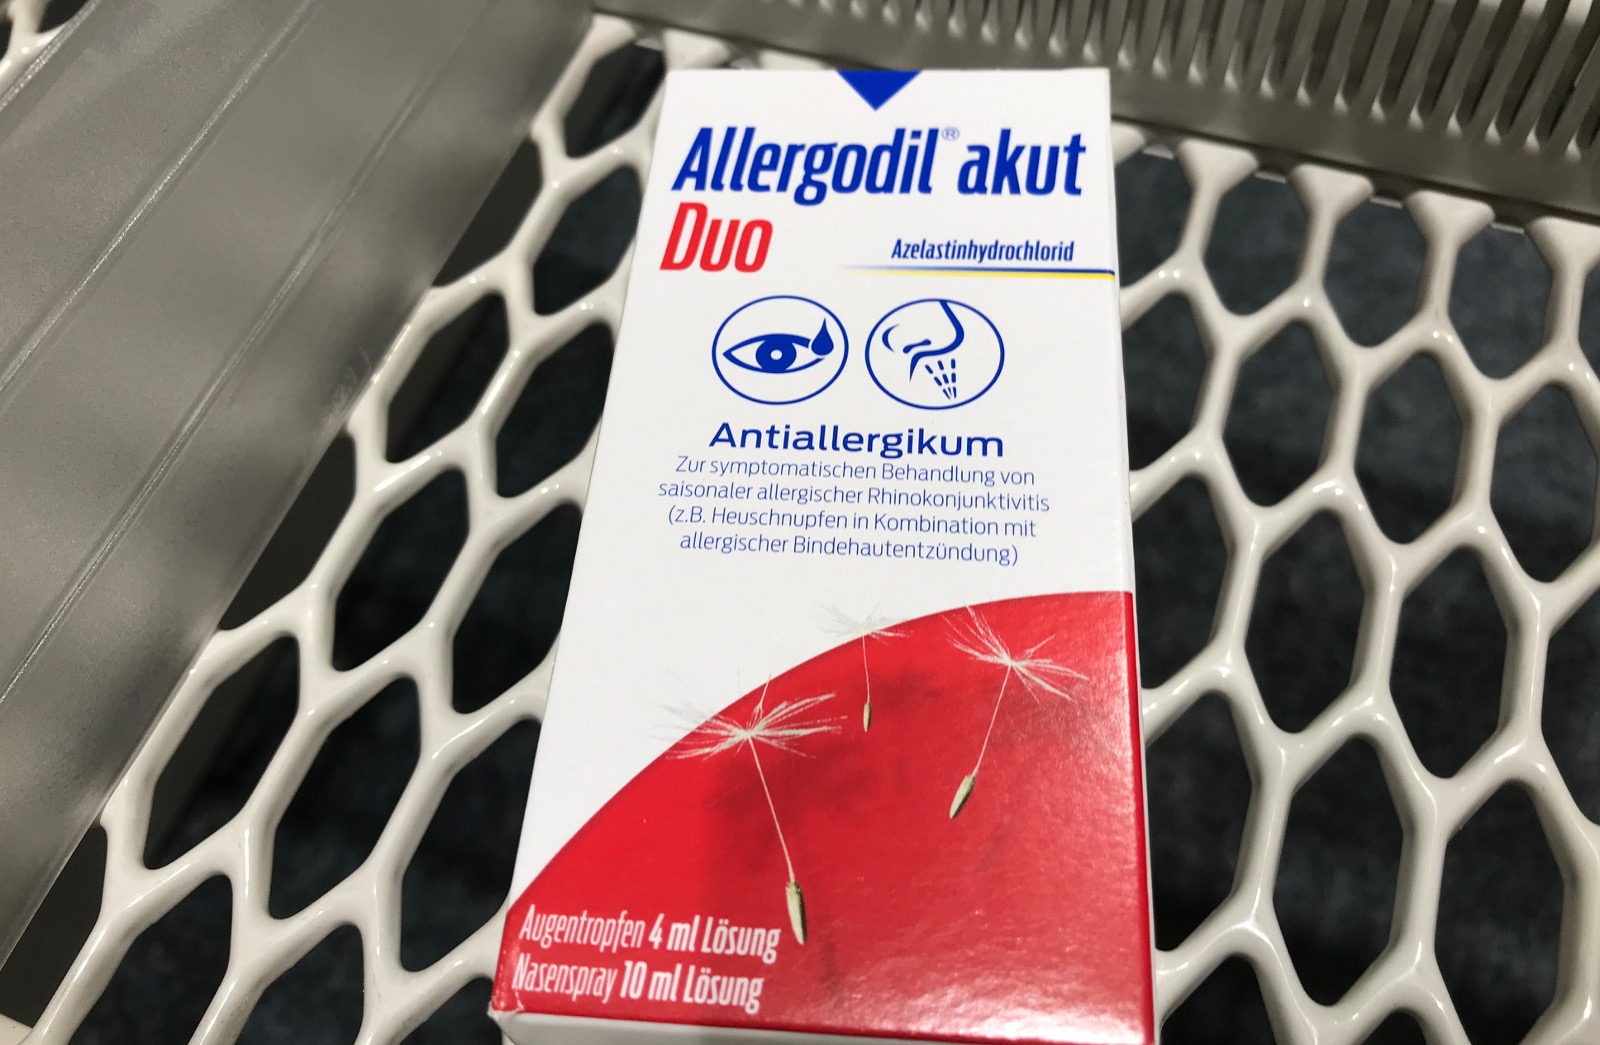 Allergodil® akut
Duo
Azelastinhydrochlorid
Antiallergikum
Zur symptomatischen Behandlung von
saisonaler allergischer Rhinokonjunktivitis
(z.B. Heuschnupfen in Kombination mit
allergischer Bindehautentzündung)
Augentropfen 4 ml Lösung
Nasenspray 10 ml Lösung